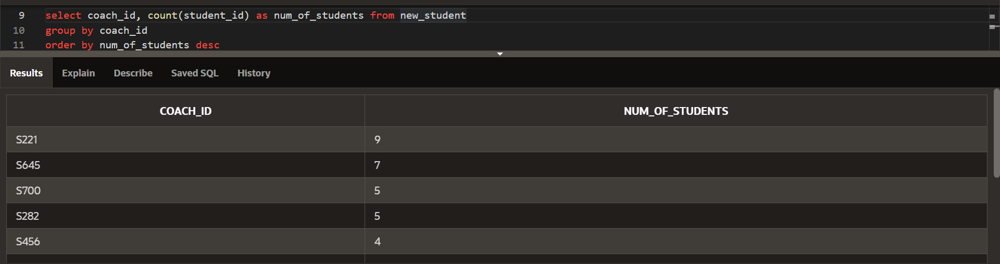 9 select coach_id, count(student_id) as num_of_students from new_student
10 group by coach_id
11 order by num_of_students desc
Results Explain Describe Saved SQL History
COACH_ID NUM_OF_STUDENTS
S221 9
S645 7
S700 5
S282 5
S456 4